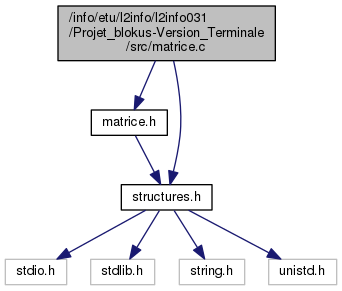 /info/etu/l2info/l2info031
/Projet_blokus-Version_Terminale
/src/matrice.c
matrice.h
structures.h
stdio.h
stdlib.h
string.h
unistd.h